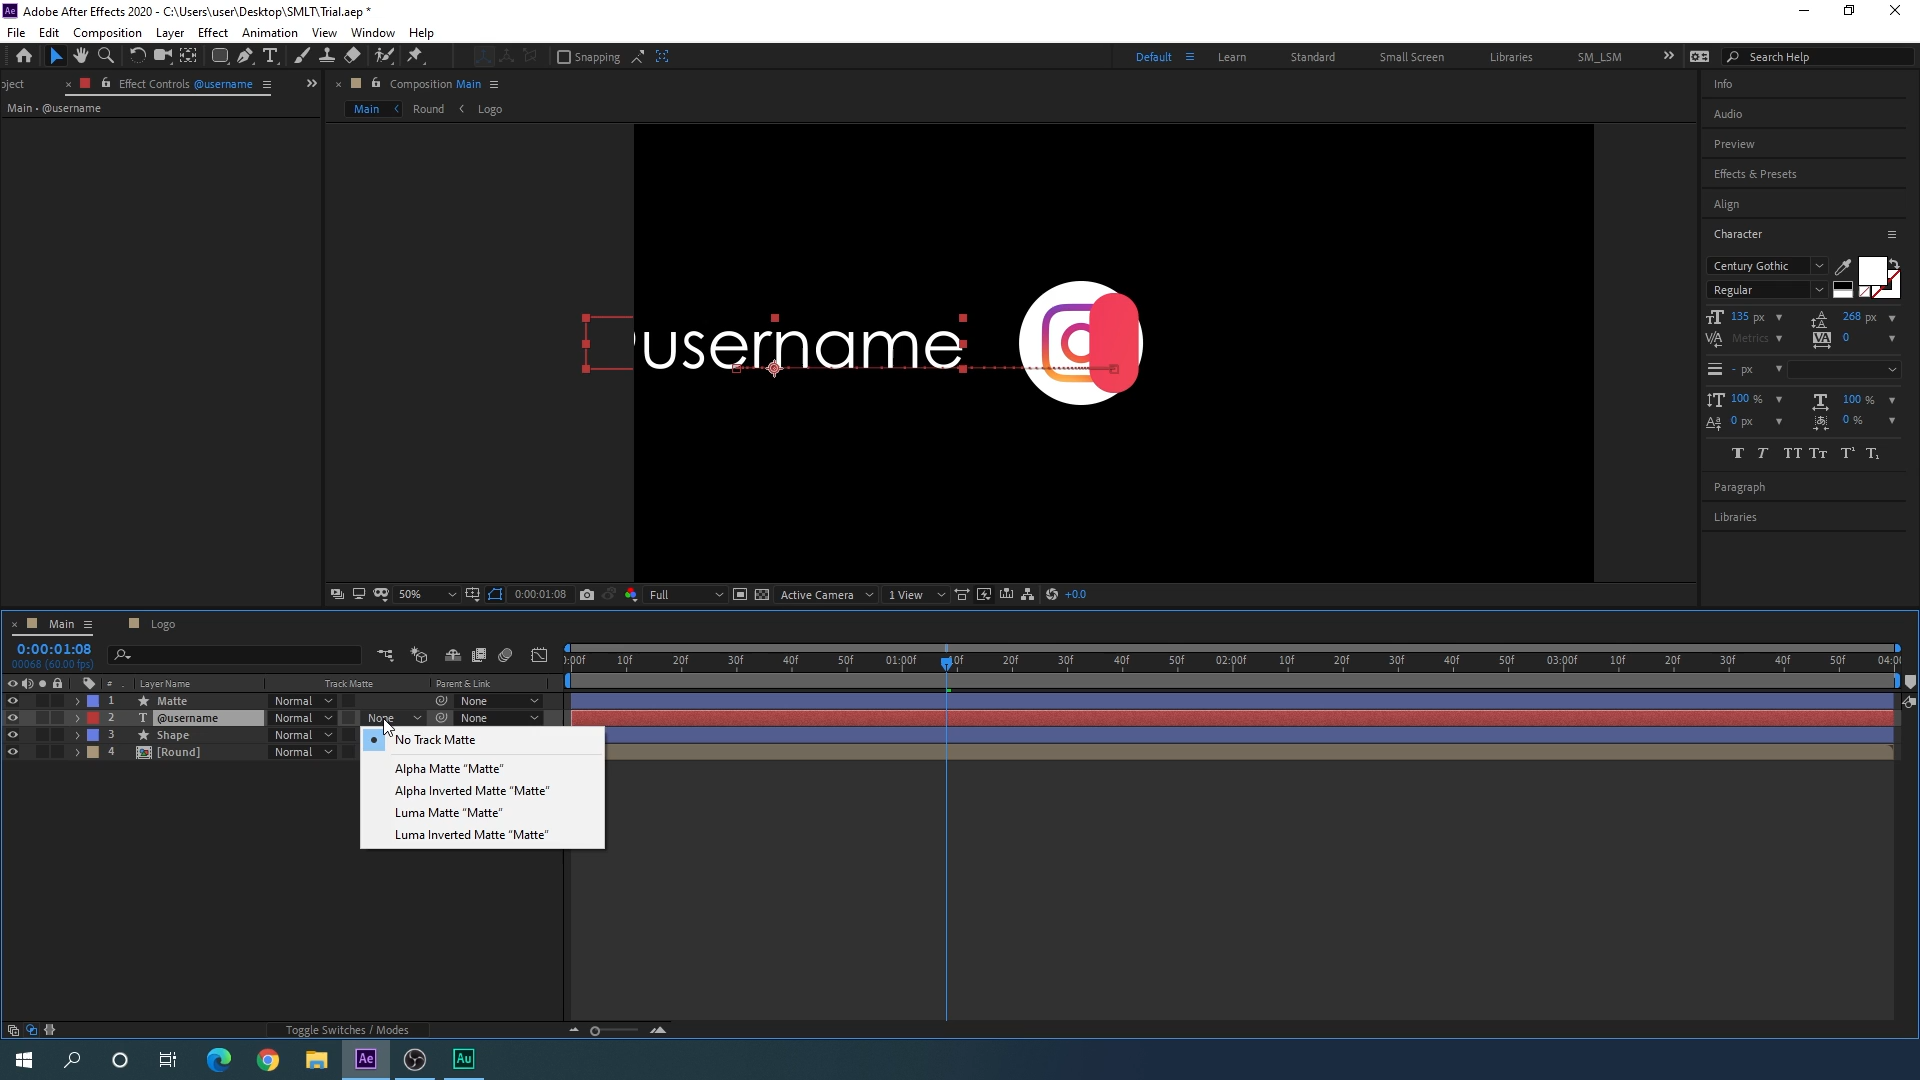 Ae Adobe After Effects 2020 - C:\Users\user\Desktop\SMLT\Trial.aep *
File Edit Composition Layer Effect Animation View Window Help
Snapping
Default Learn Standard Small Screen Libraries SM_LSM Search Help
oject Effect Controls @username
Composition Main
Main • @username
Main Round Logo
username
Info
Audio
Preview
Effects & Presets
Align
Character
Century Gothic
Regular
135 px 268 px
Metrics 0
- px
100 % 100 %
0 px 0 %
T T TT Tт T¹ T₁
Paragraph
Libraries
50% 0:00:01:08 Full Active Camera 1 View +0.0
Main Logo
0:00:01:08
00068 (60.00 fps)
):00f 10f 20f 30f 40f 50f 01:00f 10f 20f 30f 40f 50f 02:00f 10f 20f 30f 40f 50f 03:00f 10f 20f 30f 40f 50f 04:0
# Layer Name Track Matte Parent & Link
1 Matte Normal None
2 T @username Normal None None
3 Shape Normal
4 [Round] Normal
No Track Matte
Alpha Matte “Matte”
Alpha Inverted Matte “Matte”
Luma Matte “Matte”
Luma Inverted Matte “Matte”
Toggle Switches / Modes
Ae Au